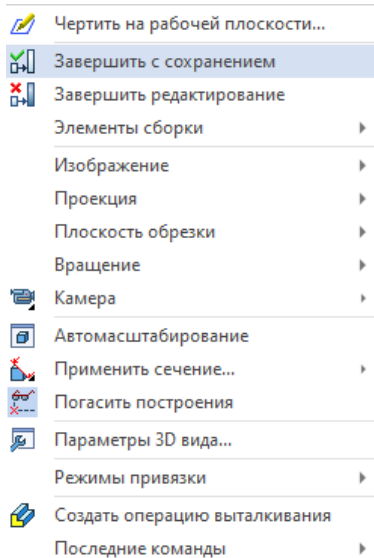 Чертить на рабочей плоскости...
Завершить с сохранением
Завершить редактирование
Элементы сборки
Изображение
Проекция
Плоскость обрезки
Вращение
Камера
Автомасштабирование
Применить сечение...
Погасить построения
Параметры 3D вида...
Режимы привязки
Создать операцию выталкивания
Последние команды